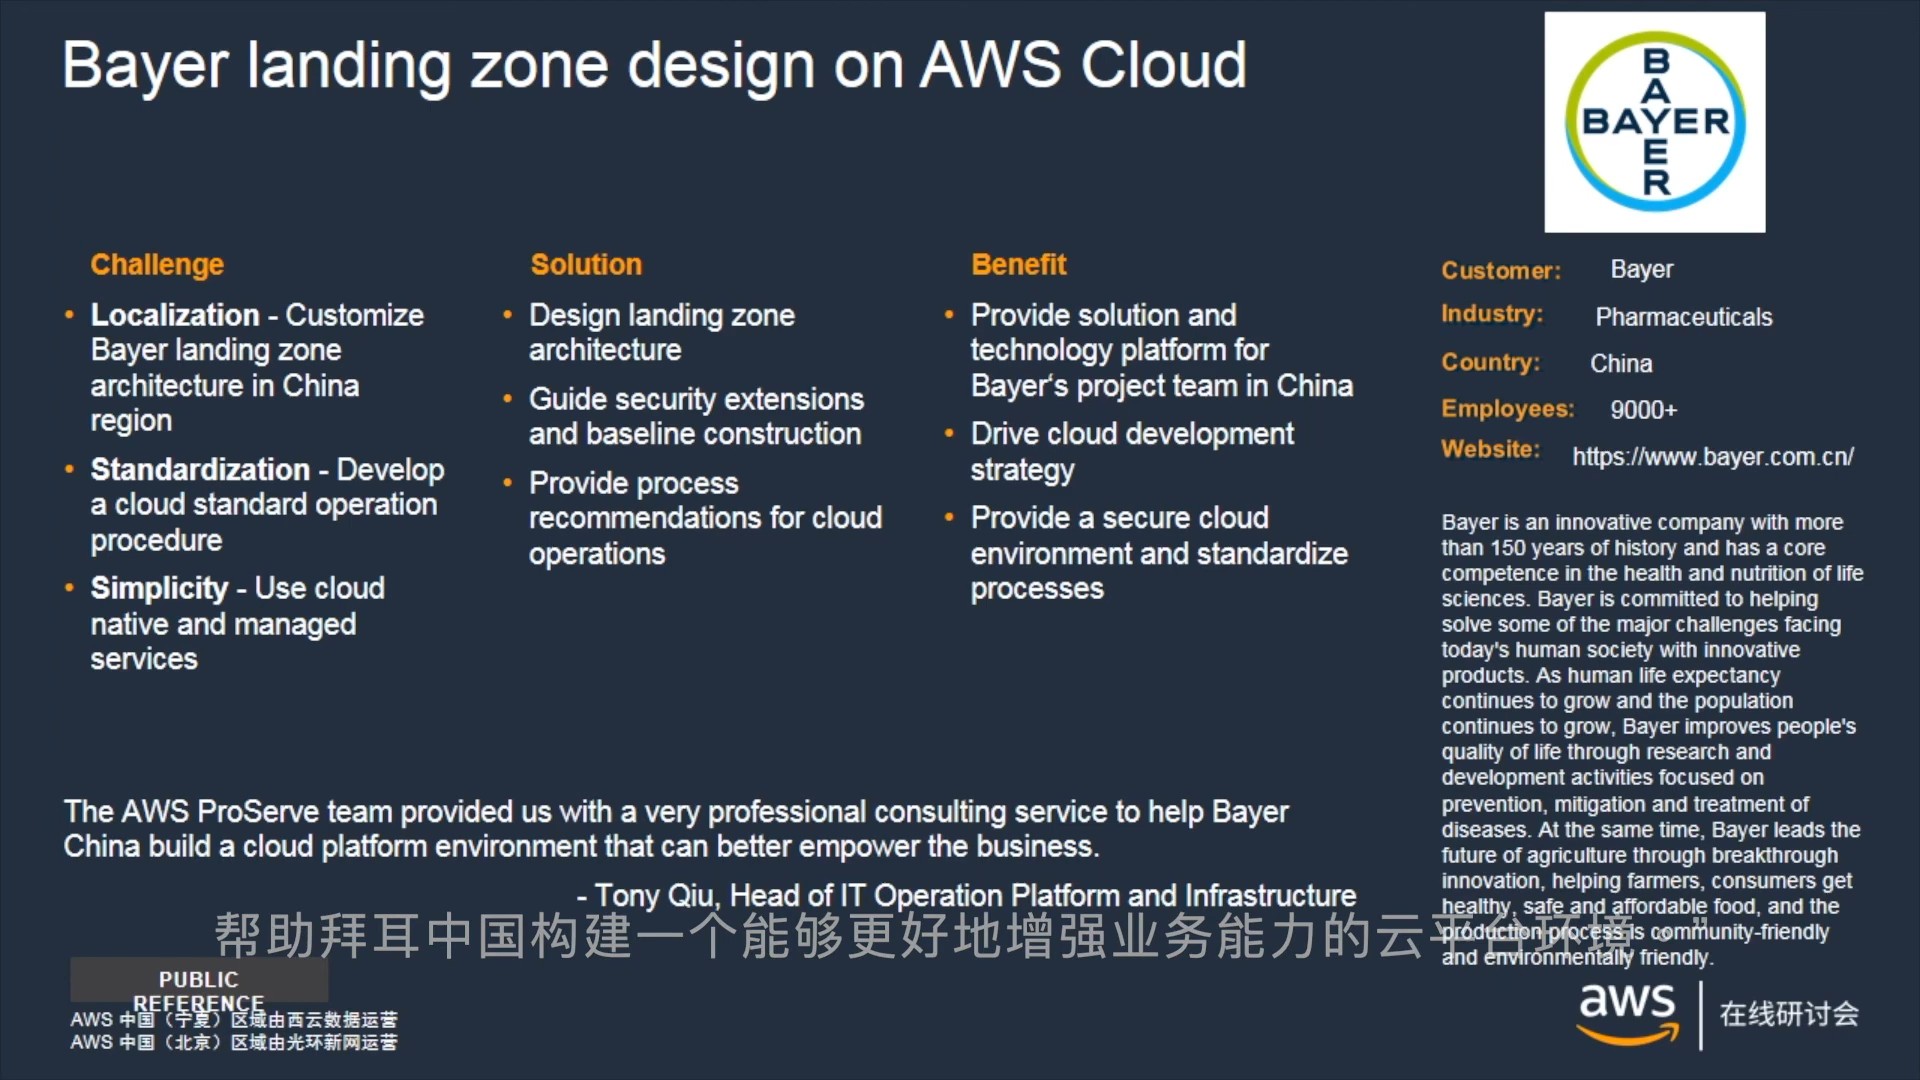 Bayer landing zone design on AWS Cloud
B
A
BAYER
E
R
Challenge
• Localization - Customize
Bayer landing zone
architecture in China
region
• Standardization - Develop
a cloud standard operation
procedure
• Simplicity - Use cloud
native and managed
services
Solution
• Design landing zone
architecture
• Guide security extensions
and baseline construction
• Provide process
recommendations for cloud
operations
Benefit
• Provide solution and
technology platform for
Bayer‘s project team in China
• Drive cloud development
strategy
• Provide a secure cloud
environment and standardize
processes
Customer: Bayer
Industry: Pharmaceuticals
Country: China
Employees: 9000+
Website: https://www.bayer.com.cn/
Bayer is an innovative company with more
than 150 years of history and has a core
competence in the health and nutrition of life
sciences. Bayer is committed to helping
solve some of the major challenges facing
today's human society with innovative
products. As human life expectancy
continues to grow and the population
continues to grow, Bayer improves people's
quality of life through research and
development activities focused on
prevention, mitigation and treatment of
diseases. At the same time, Bayer leads the
future of agriculture through breakthrough
innovation, helping farmers, consumers get
healthy, safe and affordable food, and the
production process is community-friendly
and environmentally friendly.
The AWS ProServe team provided us with a very professional consulting service to help Bayer
China build a cloud platform environment that can better empower the business.
- Tony Qiu, Head of IT Operation Platform and Infrastructure
帮助拜耳中国构建一个能够更好地增强业务能力的云平台环境。”
PUBLIC
REFERENCE
AWS 中国（宁夏）区域由西云数据运营
AWS 中国（北京）区域由光环新网运营
aws
在线研讨会